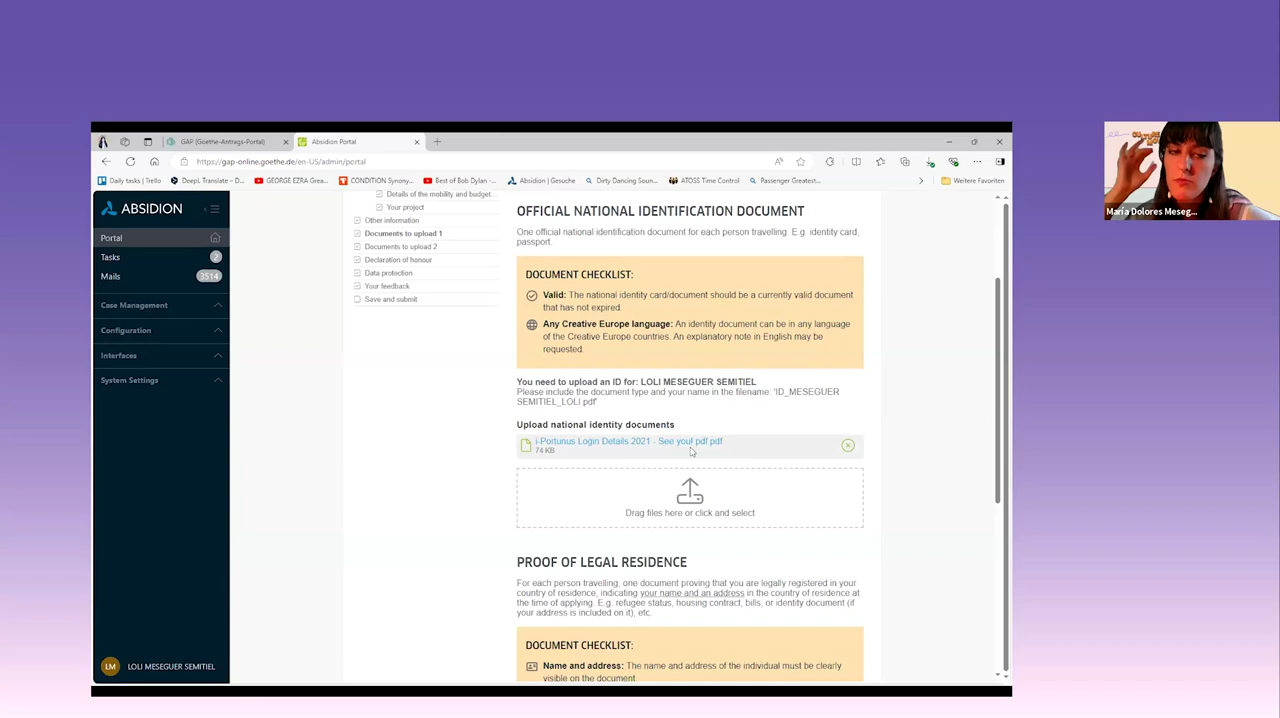 GAP (Goethe-Antrags-Portal)
Absidion Portal
https://gap-online.goethe.de/en-US/admin/portal
Daily tasks | Trello
DeepL Translate – D...
GEORGE EZRA Grea...
CONDITION Synony...
Best of Bob Dylan -...
Absidion | Gesuche
Dirty Dancing Soun...
ATOSS Time Control
Passenger Greatest...
Weitere Favoriten
ABSIDION
Portal
Tasks 2
Mails 3514
Case Management
Configuration
Interfaces
System Settings
LM LOLI MESEGUER SEMITIEL
Details of the mobility and budget...
Your project
Other information
Documents to upload 1
Documents to upload 2
Declaration of honour
Data protection
Your feedback
Save and submit
OFFICIAL NATIONAL IDENTIFICATION DOCUMENT
One official national identification document for each person travelling. E.g. identity card,
passport.
DOCUMENT CHECKLIST:
Valid: The national identity card/document should be a currently valid document
that has not expired.
Any Creative Europe language: An identity document can be in any language
of the Creative Europe countries. An explanatory note in English may be
requested.
You need to upload an ID for: LOLI MESEGUER SEMITIEL
Please include the document type and your name in the filename: 'ID_MESEGUER
SEMITIEL_LOLI.pdf'
Upload national identity documents
i-Portunus Login Details 2021 - See you! pdf.pdf
74 KB
Drag files here or click and select
PROOF OF LEGAL RESIDENCE
For each person travelling, one document proving that you are legally registered in your
country of residence, indicating your name and an address in the country of residence at
the time of applying. E.g. refugee status, housing contract, bills, or identity document (if
your address is included on it), etc.
DOCUMENT CHECKLIST:
Name and address: The name and address of the individual must be clearly
visible on the document.
María Dolores Meseg...